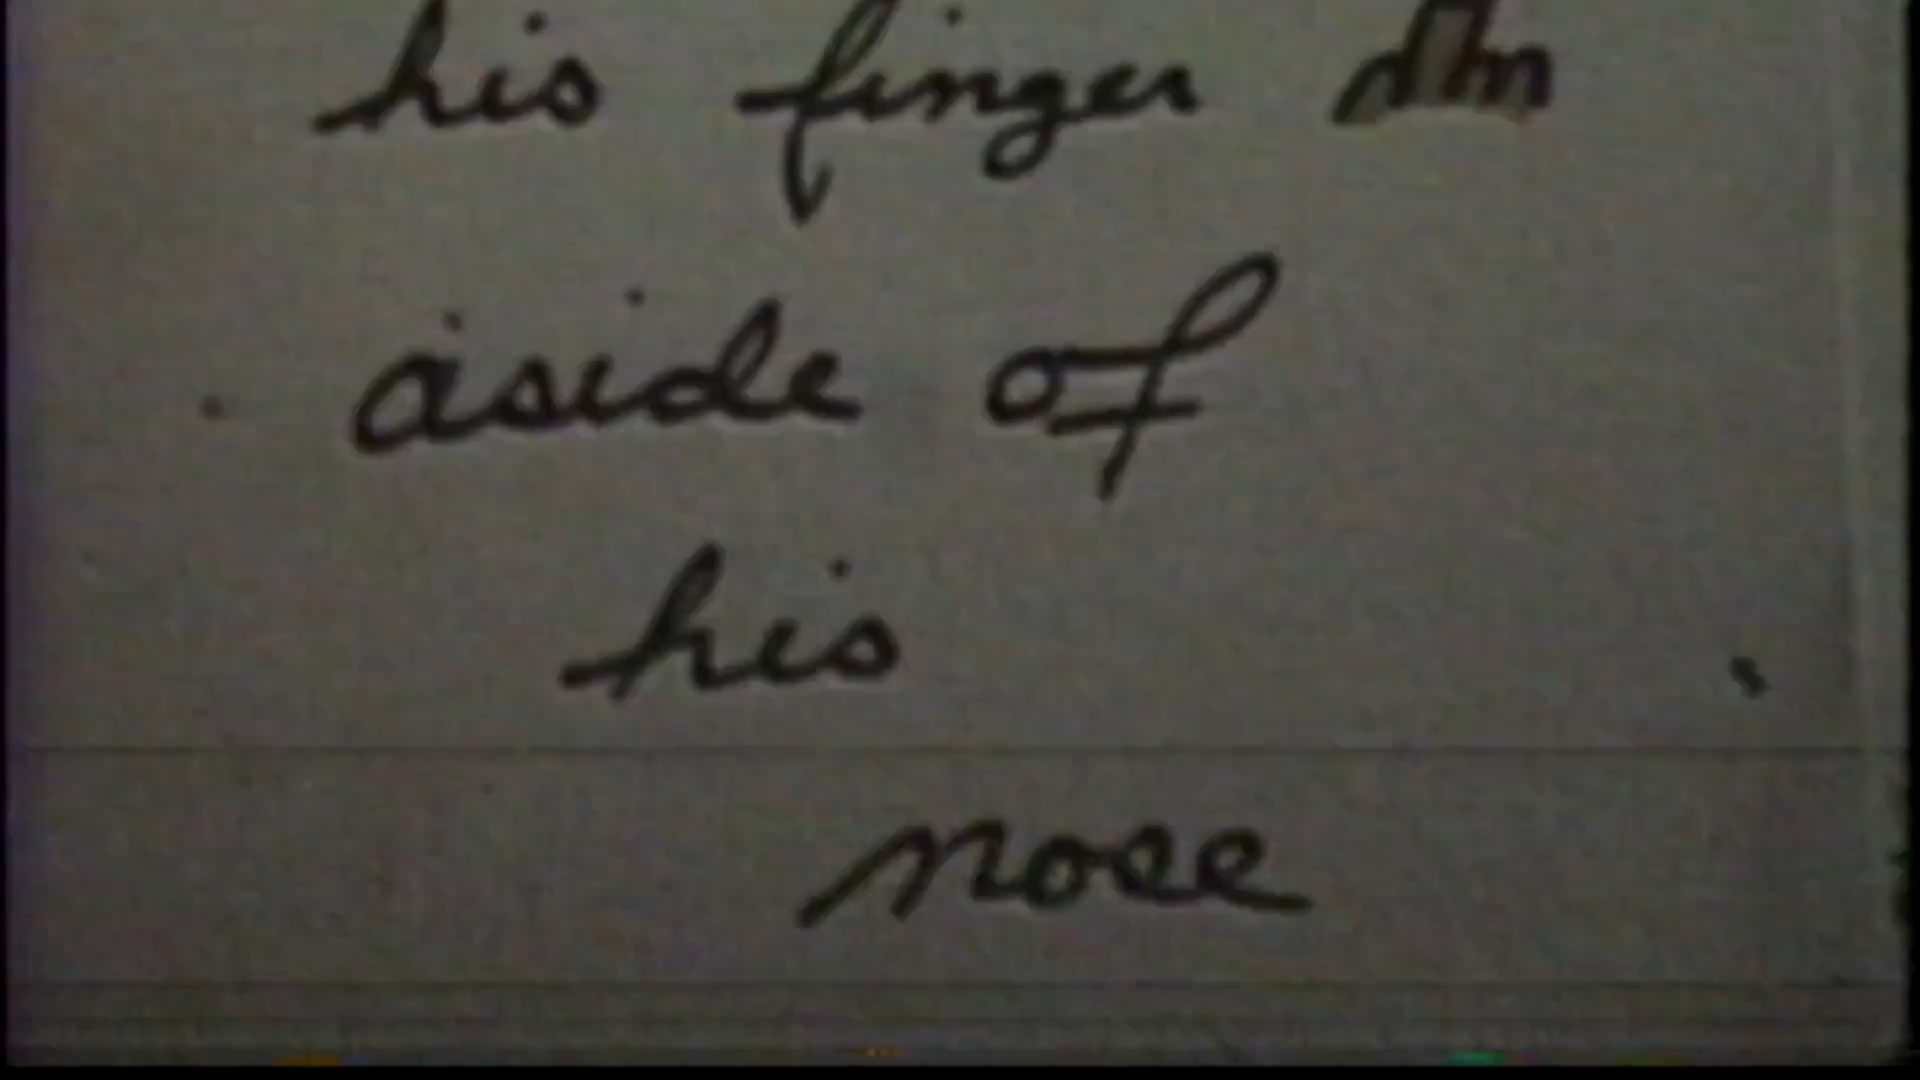 his finger
aside of
his
nose